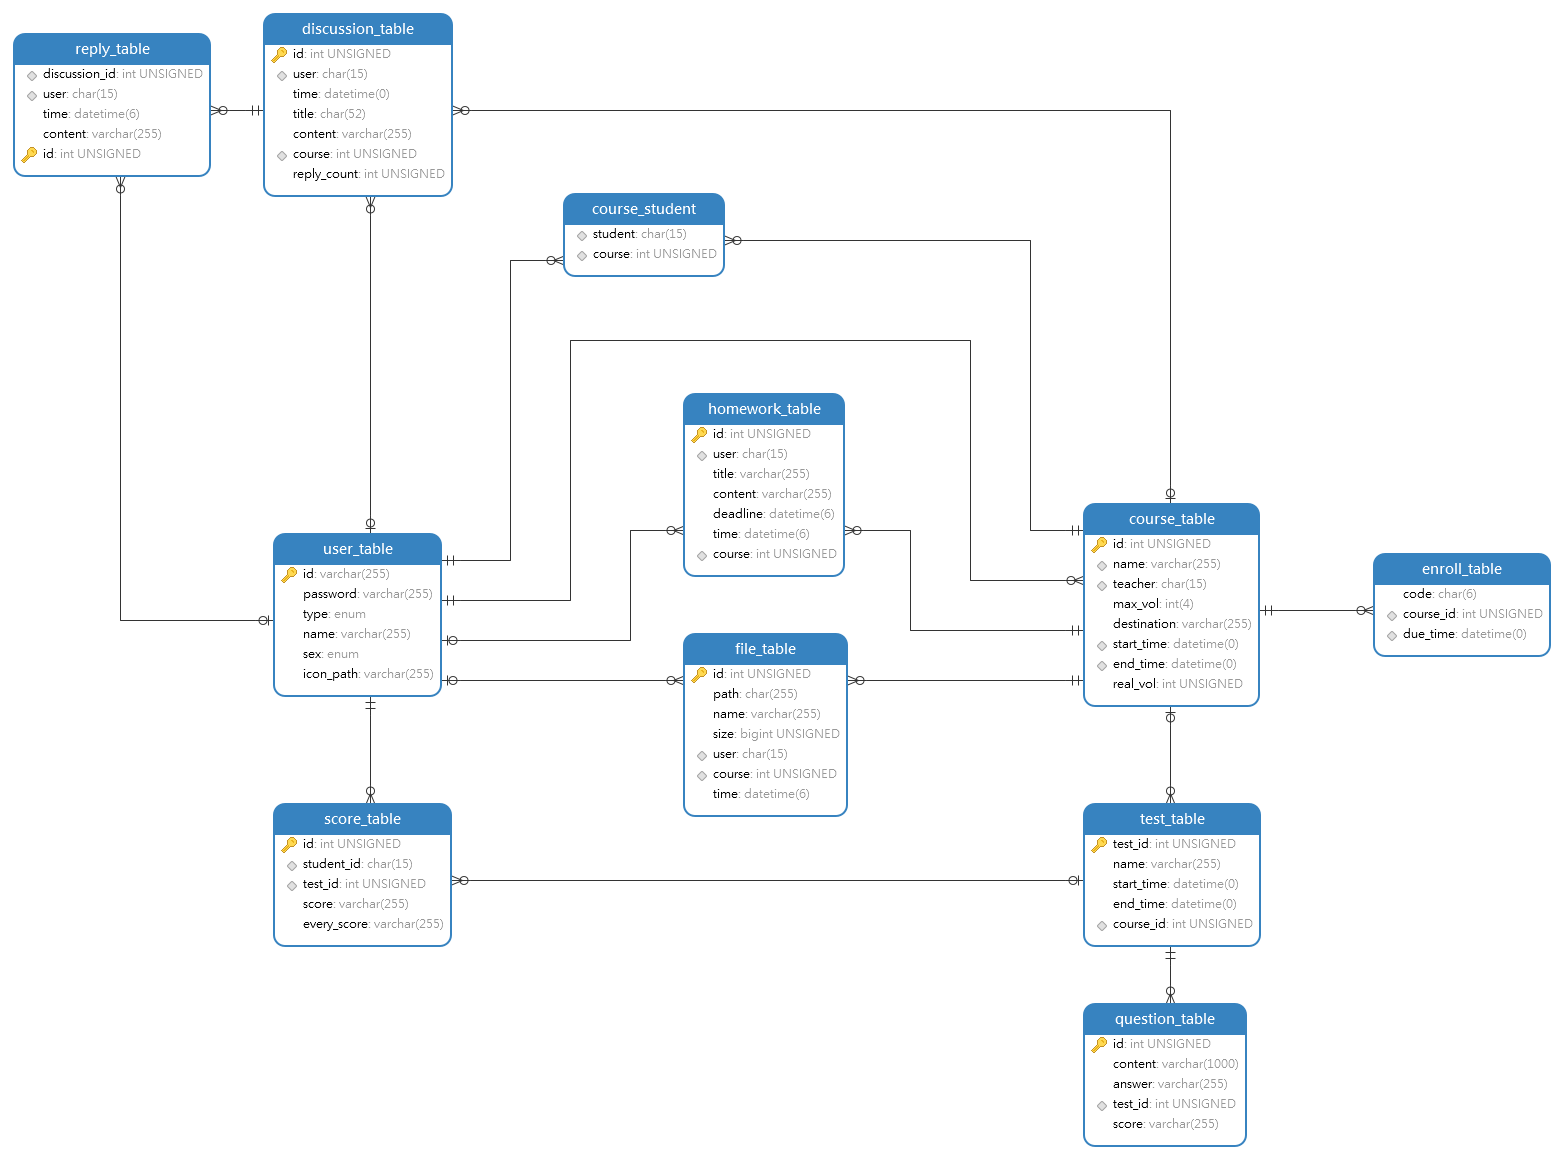 reply_table
discussion_id: int UNSIGNED
user: char(15)
time: datetime(6)
content: varchar(255)
id: int UNSIGNED
discussion_table
id: int UNSIGNED
user: char(15)
time: datetime(0)
title: char(52)
content: varchar(255)
course: int UNSIGNED
reply_count: int UNSIGNED
course_student
student: char(15)
course: int UNSIGNED
homework_table
id: int UNSIGNED
user: char(15)
title: varchar(255)
content: varchar(255)
deadline: datetime(6)
time: datetime(6)
course: int UNSIGNED
user_table
id: varchar(255)
password: varchar(255)
type: enum
name: varchar(255)
sex: enum
icon_path: varchar(255)
file_table
id: int UNSIGNED
path: char(255)
name: varchar(255)
size: bigint UNSIGNED
user: char(15)
course: int UNSIGNED
time: datetime(6)
course_table
id: int UNSIGNED
name: varchar(255)
teacher: char(15)
max_vol: int(4)
destination: varchar(255)
start_time: datetime(0)
end_time: datetime(0)
real_vol: int UNSIGNED
enroll_table
code: char(6)
course_id: int UNSIGNED
due_time: datetime(0)
score_table
id: int UNSIGNED
student_id: char(15)
test_id: int UNSIGNED
score: varchar(255)
every_score: varchar(255)
test_table
test_id: int UNSIGNED
name: varchar(255)
start_time: datetime(0)
end_time: datetime(0)
course_id: int UNSIGNED
question_table
id: int UNSIGNED
content: varchar(1000)
answer: varchar(255)
test_id: int UNSIGNED
score: varchar(255)